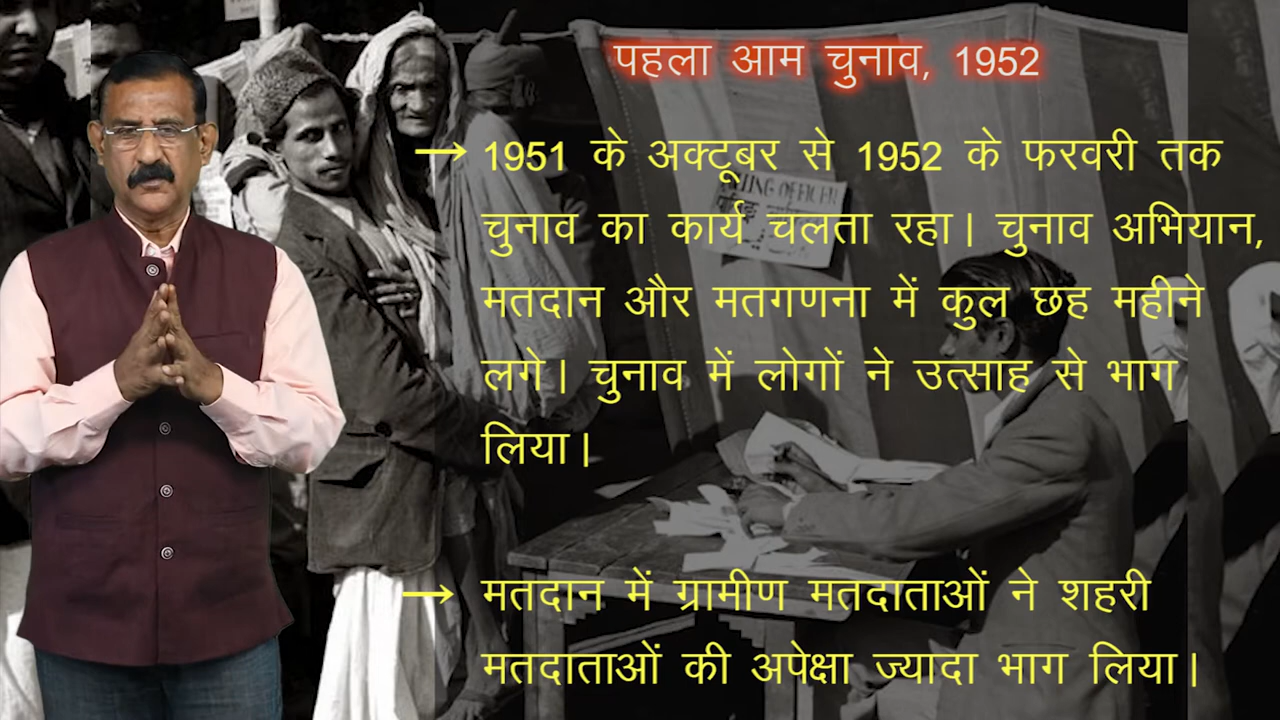 पहला आम चुनाव, 1952
→ 1951 के अक्टूबर से 1952 के फरवरी तक
चुनाव का कार्य चलता रहा। चुनाव अभियान,
मतदान और मतगणना में कुल छह महीने
लगे। चुनाव में लोगों ने उत्साह से भाग
लिया।
→ मतदान में ग्रामीण मतदाताओं ने शहरी
मतदाताओं की अपेक्षा ज्यादा भाग लिया।
OFFICER